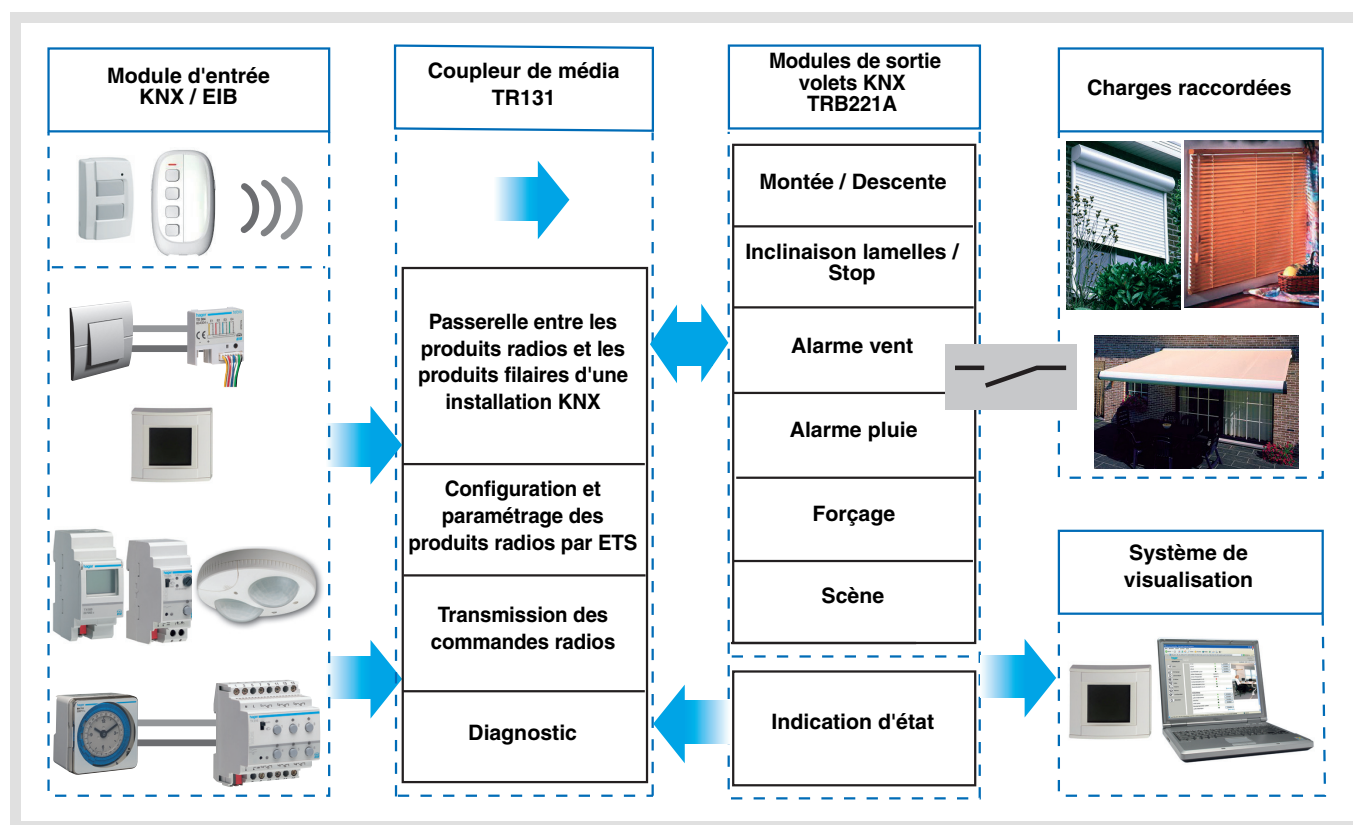 Module d'entrée
KNX / EIB
Coupleur de média
TR131
Modules de sortie
volets KNX
TRB221A
Charges raccordées
Montée / Descente
Inclinaison lamelles /
Stop
Alarme vent
Alarme pluie
Forçage
Scène
Indication d'état
Passerelle entre les
produits radios et les
produits filaires d'une
installation KNX
Configuration et
paramétrage des
produits radios par ETS
Transmission des
commandes radios
Diagnostic
Système de
visualisation